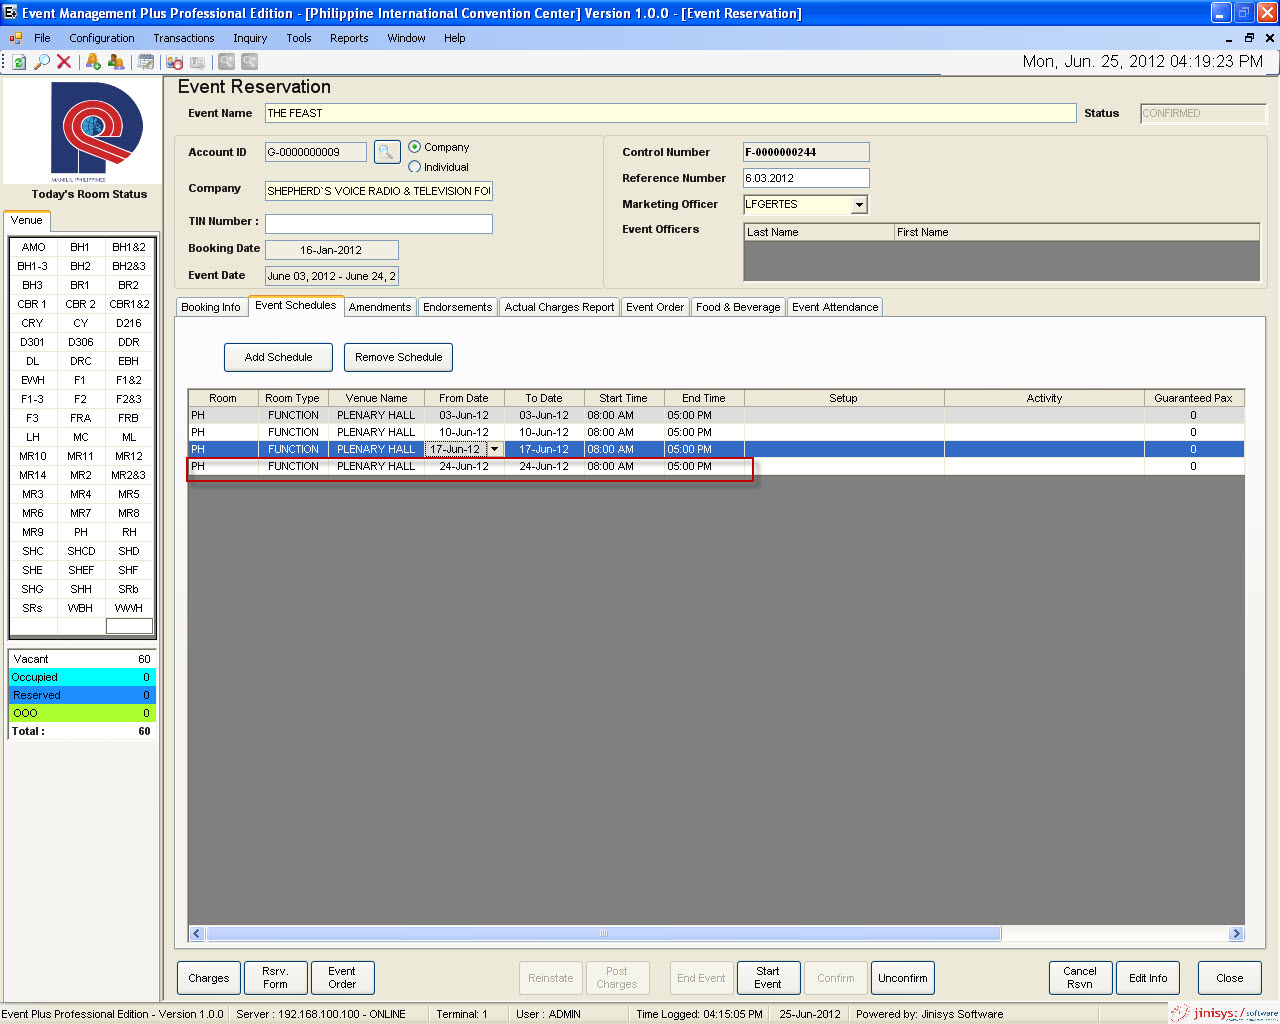 Event Management Plus Professional Edition - [Philippine International Convention Center] Version 1.0.0 - [Event Reservation]
File Configuration Transactions Inquiry Tools Reports Window Help
Mon, Jun. 25, 2012 04:19:23 PM
MANILA, PHILIPPINES
Today's Room Status
Venue
AMO BH1 BH1&2
BH1-3 BH2 BH2&3
BH3 BR1 BR2
CBR 1 CBR 2 CBR1&2
CRY CY D216
D301 D306 DDR
DL DRC EBH
EWH F1 F1&2
F1-3 F2 F2&3
F3 FRA FRB
LH MC ML
MR10 MR11 MR12
MR14 MR2 MR2&3
MR3 MR4 MR5
MR6 MR7 MR8
MR9 PH RH
SHC SHCD SHD
SHE SHEF SHF
SHG SHH SRb
SRs WBH WWH
Vacant 60
Occupied 0
Reserved 0
OOO 0
Total : 60
Event Reservation
Event Name THE FEAST Status CONFIRMED
Account ID G-0000000009 Company
Individual
Company SHEPHERD`S VOICE RADIO & TELEVISION FOU
TIN Number :
Booking Date 16-Jan-2012
Event Date June 03, 2012 - June 24, 2
Control Number F-0000000244
Reference Number 6.03.2012
Marketing Officer LFGERTES
Event Officers Last Name First Name
Booking Info Event Schedules Amendments Endorsements Actual Charges Report Event Order Food & Beverage Event Attendance
Add Schedule Remove Schedule
Room Room Type Venue Name From Date To Date Start Time End Time Setup Activity Guaranteed Pax
PH FUNCTION PLENARY HALL 03-Jun-12 03-Jun-12 08:00 AM 05:00 PM 0
PH FUNCTION PLENARY HALL 10-Jun-12 10-Jun-12 08:00 AM 05:00 PM 0
PH FUNCTION PLENARY HALL 17-Jun-12 17-Jun-12 08:00 AM 05:00 PM 0
PH FUNCTION PLENARY HALL 24-Jun-12 24-Jun-12 08:00 AM 05:00 PM 0
Charges Rsrv. Form Event Order Reinstate Post Charges End Event Start Event Confirm Unconfirm Cancel Rsvn Edit Info Close
Event Plus Professional Edition - Version 1.0.0 Server : 192.168.100.100 - ONLINE Terminal: 1 User : ADMIN Time Logged: 04:15:05 PM 25-Jun-2012 Powered by: Jinisys Software
jinisys:/software